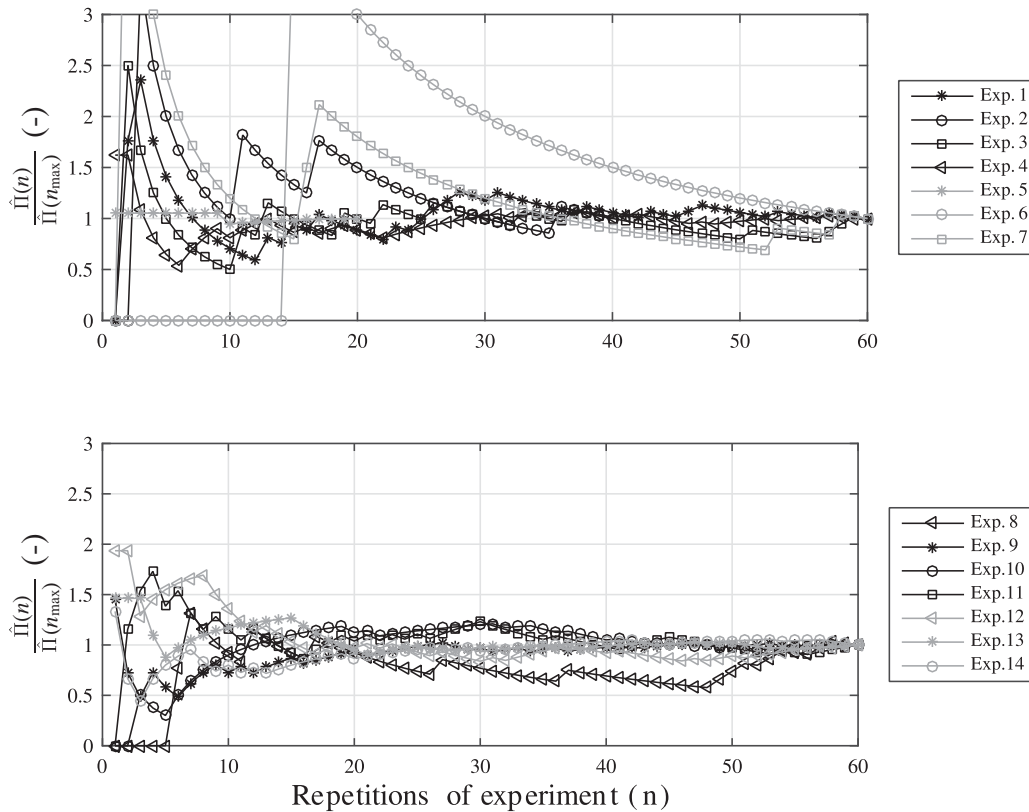 3
2.5
2
1.5
1
0.5
0
0 10 20 30 40 50 60
Π̂(n)
Π̂(n_max) (-)
Exp. 1
Exp. 2
Exp. 3
Exp. 4
Exp. 5
Exp. 6
Exp. 7
3
2.5
2
1.5
1
0.5
0
0 10 20 30 40 50 60
Π̂(n)
Π̂(n_max) (-)
Repetitions of experiment (n)
Exp. 8
Exp. 9
Exp.10
Exp.11
Exp.12
Exp.13
Exp.14